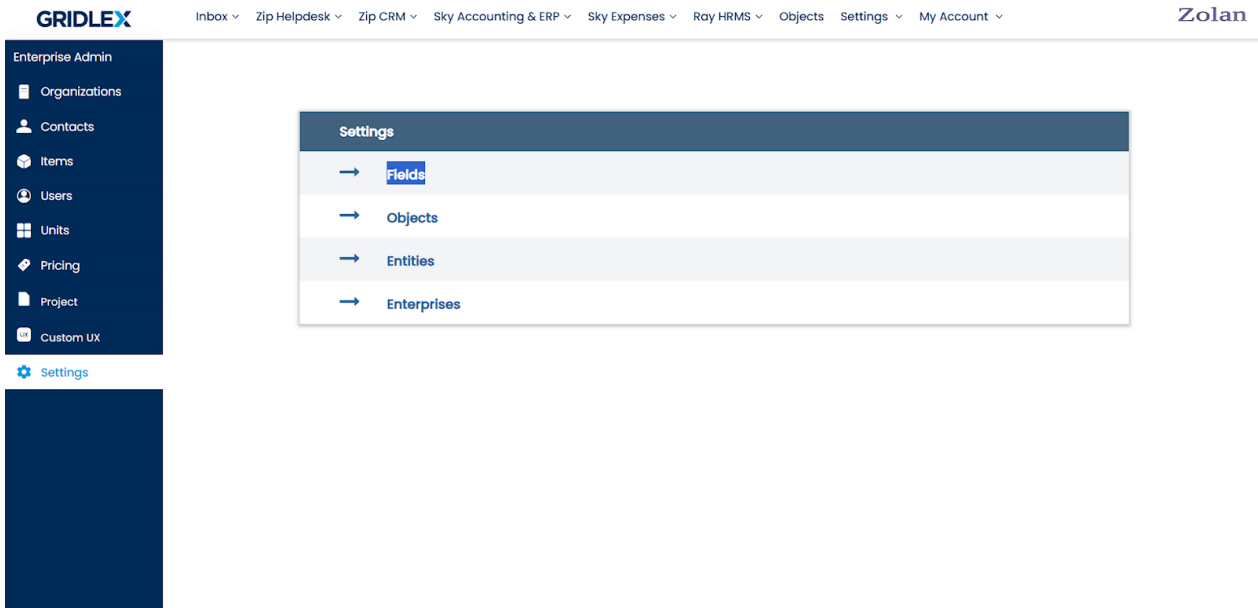 GRIDLEX Inbox Zip Helpdesk Zip CRM Sky Accounting & ERP Sky Expenses Ray HRMS Objects Settings My Account Zolan
Enterprise Admin
Organizations
Contacts
Items
Users
Units
Pricing
Project
UX Custom UX
Settings
Settings
Fields
Objects
Entities
Enterprises